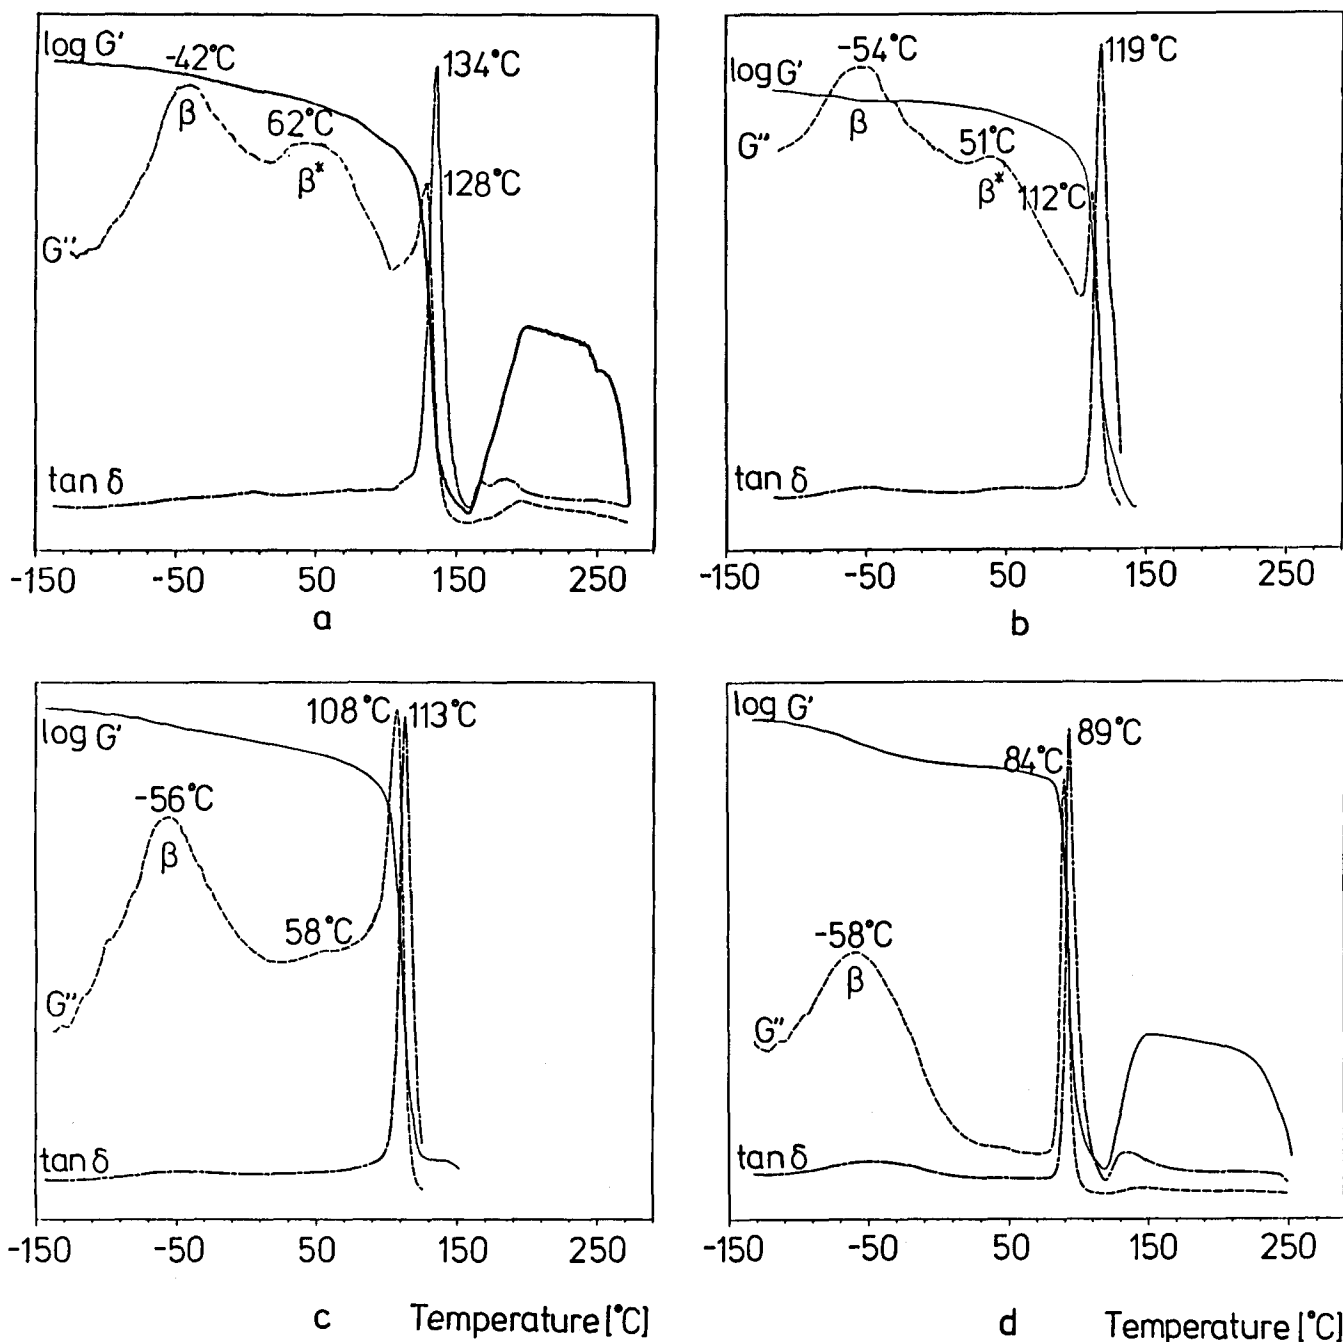 log G'
-42°C
134°C
β
62°C
β*
128°C
G"
tan δ
-150 -50 50 150 250
a
-54°C
119°C
log G'
β
51°C
G"
β*
112°C
tan δ
-150 -50 50 150 250
b
108°C
113°C
log G'
-56°C
β
58°C
G"
tan δ
-150 -50 50 150 250
c Temperature [°C]
log G'
84°C
89°C
-58°C
β
G"
tan δ
-150 -50 50 150 250
d Temperature [°C]